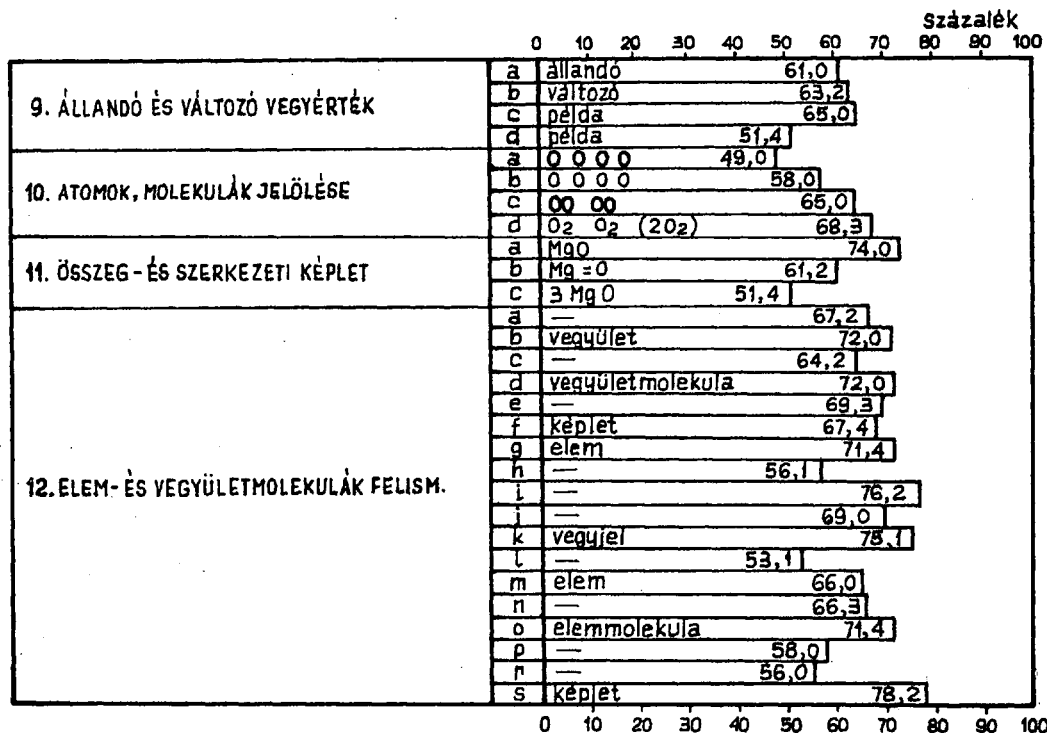 százalék
0 10 20 30 40 50 60 70 80 90 100
9. ÁLLANDÓ ÉS VÁLTOZÓ VEGYÉRTÉK
a állandó 61,0
b változó 63,2
c példa 65,0
d példa 51,4
10. ATOMOK, MOLEKULÁK JELÖLÉSE
a O O O O 49,0
b O O O O 58,0
c OO OO 65,0
d O₂ O₂ (2O₂) 68,3
11. ÖSSZEG- ÉS SZERKEZETI KÉPLET
a MgO 74,0
b Mg=O 61,2
c 3 MgO 51,4
12. ELEM- ÉS VEGYÜLETMOLEKULÁK FELISM.
a — 67,2
b vegyület 72,0
c — 64,2
d vegyületmolekula 72,0
e — 69,3
f képlet 67,4
g elem 71,4
h — 56,1
i — 76,2
j — 69,0
k vegyjel 75,1
l — 53,1
m elem 66,0
n — 66,3
o elemmolekula 71,4
p — 58,0
r — 56,0
s képlet 78,2
0 10 20 30 40 50 60 70 80 90 100